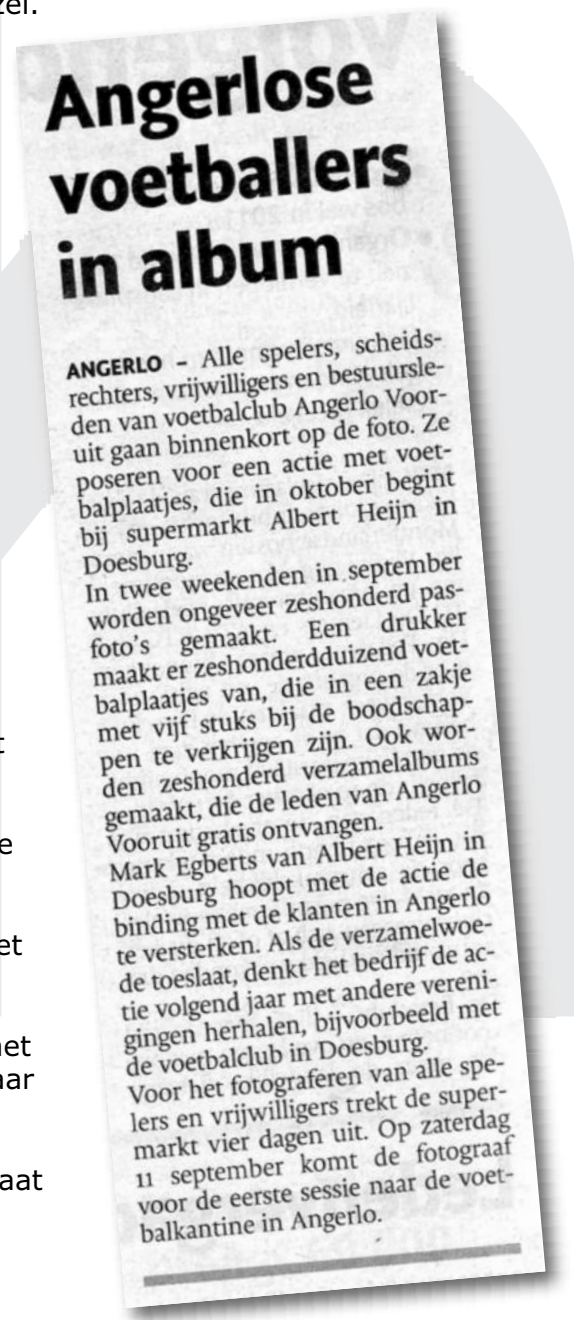 Angerlose
voetballers
in album
ANGERLO – Alle spelers, scheids-
rechters, vrijwilligers en bestuursle-
den van voetbalclub Angerlo Voor-
uit gaan binnenkort op de foto. Ze
poseren voor een actie met voet-
balplaatjes, die in oktober begint
bij supermarkt Albert Heijn in
Doesburg.
In twee weekenden in september
worden ongeveer zeshonderd pas-
foto's gemaakt. Een drukker
maakt er zeshonderdduizend voet-
balplaatjes van, die in een zakje
met vijf stuks bij de boodschap-
pen te verkrijgen zijn. Ook wor-
den zeshonderd verzamelalbums
gemaakt, die de leden van Angerlo
Vooruit gratis ontvangen.
Mark Egberts van Albert Heijn in
Doesburg hoopt met de actie de
binding met de klanten in Angerlo
te versterken. Als de verzamelwoe-
de toeslaat, denkt het bedrijf de ac-
tie volgend jaar met andere vereni-
gingen herhalen, bijvoorbeeld met
de voetbalclub in Doesburg.
Voor het fotograferen van alle spe-
lers en vrijwilligers trekt de super-
markt vier dagen uit. Op zaterdag
11 september komt de fotograaf
voor de eerste sessie naar de voet-
balkantine in Angerlo.